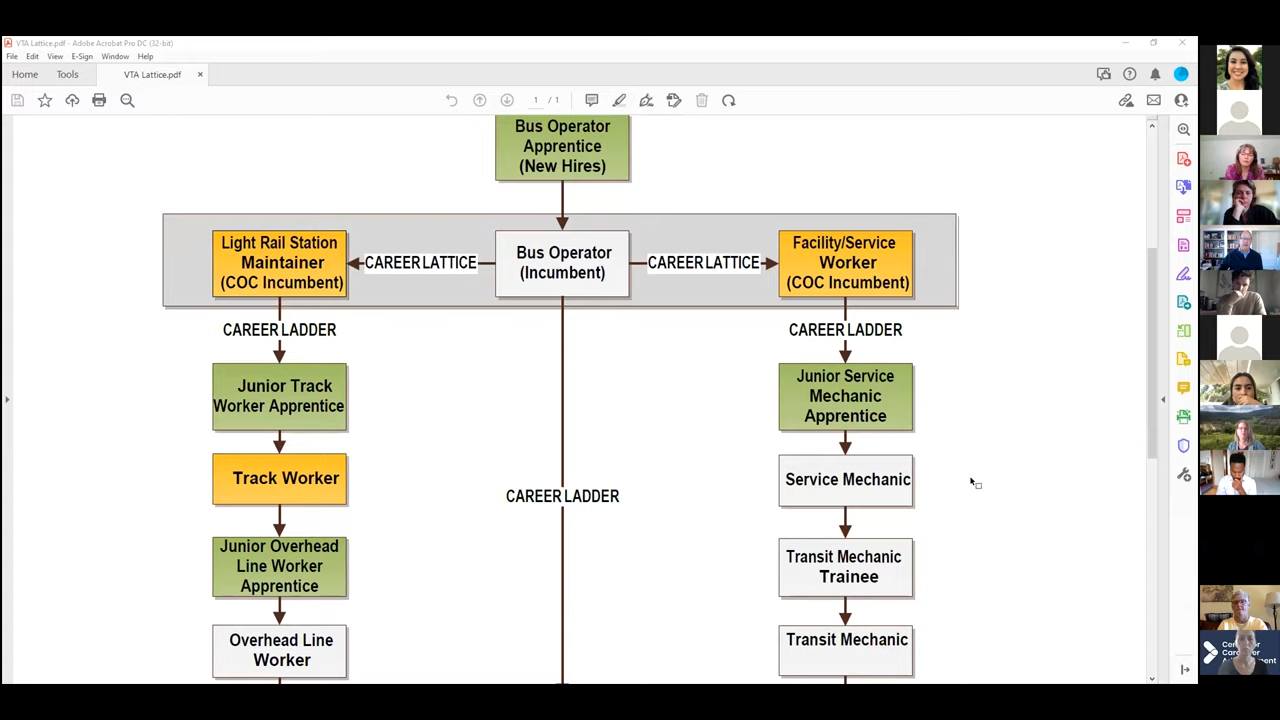 VTA Lattice.pdf - Adobe Acrobat Pro DC (32-bit)
File Edit View E-Sign Window Help
Home Tools VTA Lattice.pdf ×
1 / 1
Bus Operator
Apprentice
(New Hires)
Light Rail Station
Maintainer
(COC Incumbent)
CAREER LATTICE
Bus Operator
(Incumbent)
CAREER LATTICE
Facility/Service
Worker
(COC Incumbent)
CAREER LADDER
CAREER LADDER
Junior Track
Worker Apprentice
Junior Service
Mechanic
Apprentice
Track Worker
Service Mechanic
CAREER LADDER
Junior Overhead
Line Worker
Apprentice
Transit Mechanic
Trainee
Overhead Line
Worker
Transit Mechanic